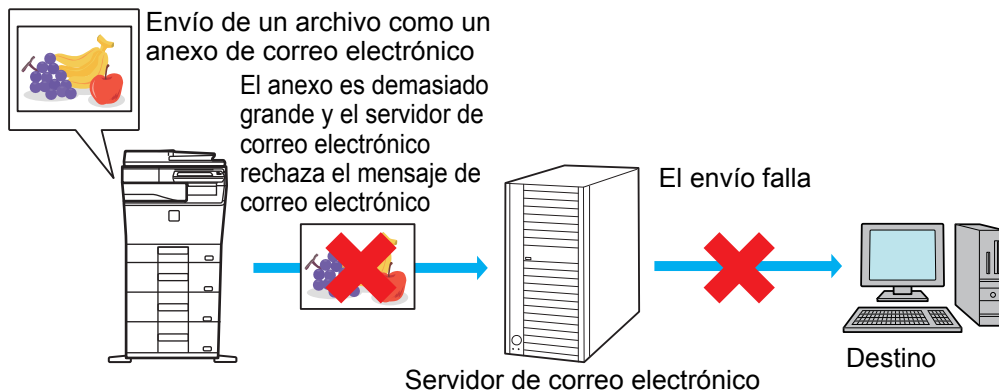 Envío de un archivo como un
anexo de correo electrónico
El anexo es demasiado
grande y el servidor de
correo electrónico
rechaza el mensaje de
correo electrónico
El envío falla
Destino
Servidor de correo electrónico